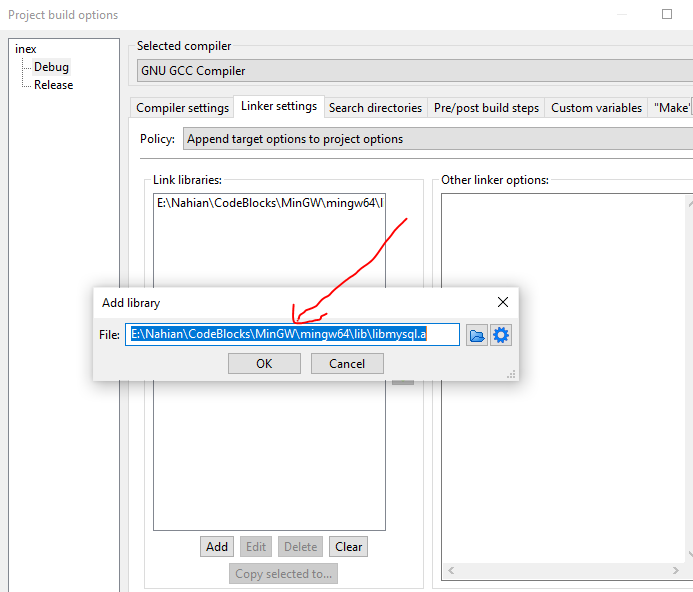 Project build options
inex
Debug
Release
Selected compiler
GNU GCC Compiler
Compiler settings
Linker settings
Search directories
Pre/post build steps
Custom variables
"Make"
Policy:
Append target options to project options
Link libraries:
E:\Nahian\CodeBlocks\MinGW\mingw64\l
Other linker options:
Add library
File:
E:\Nahian\CodeBlocks\MinGW\mingw64\lib\libmysql.a
OK
Cancel
Add
Edit
Delete
Clear
Copy selected to...